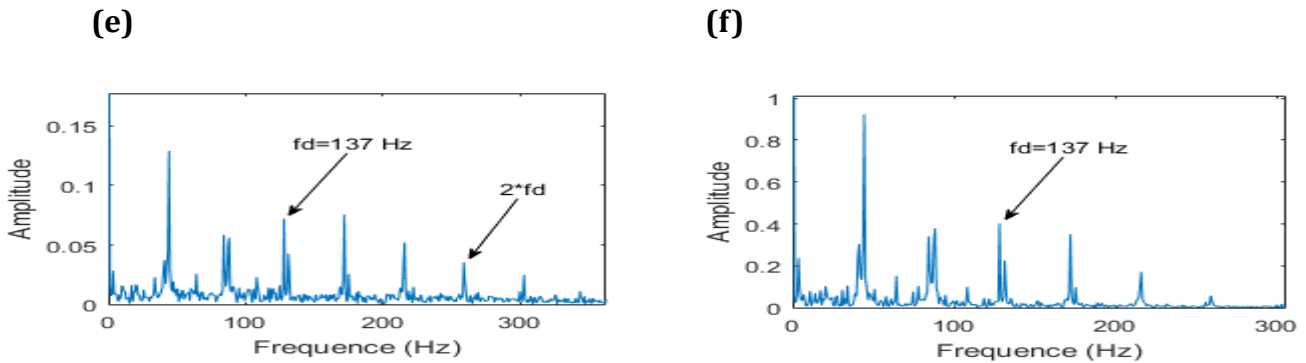 (e)
(f)
0.15
0.1
0.05
0
Amplitude
fd=137 Hz
2*fd
0
100
200
300
Frequence (Hz)
1
0.8
0.6
0.4
0.2
0
Amplitude
fd=137 Hz
0
100
200
300
Frequence (Hz)